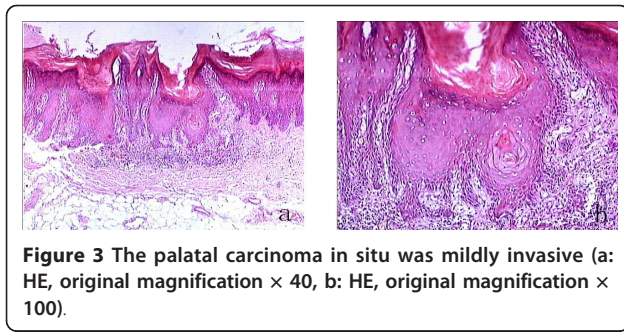 a
b
Figure 3 The palatal carcinoma in situ was mildly invasive (a:
HE, original magnification × 40, b: HE, original magnification ×
100).